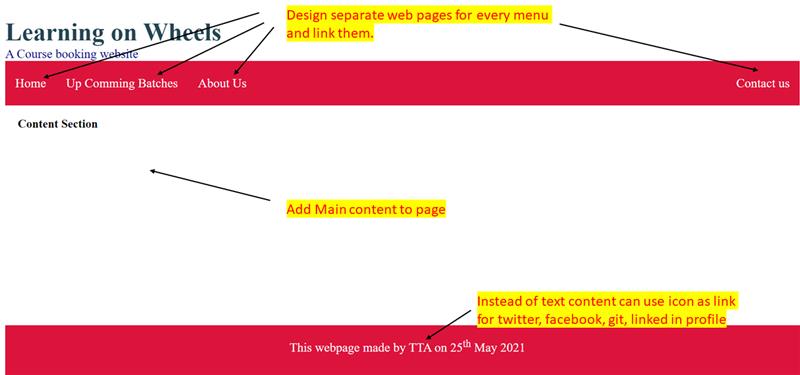 Design separate web pages for every menu
and link them.
Learning on Wheels
A Course booking website
Home Up Comming Batches About Us Contact us
Content Section
Add Main content to page
Instead of text content can use icon as link
for twitter, facebook, git, linked in profile
This webpage made by TTA on 25th May 2021